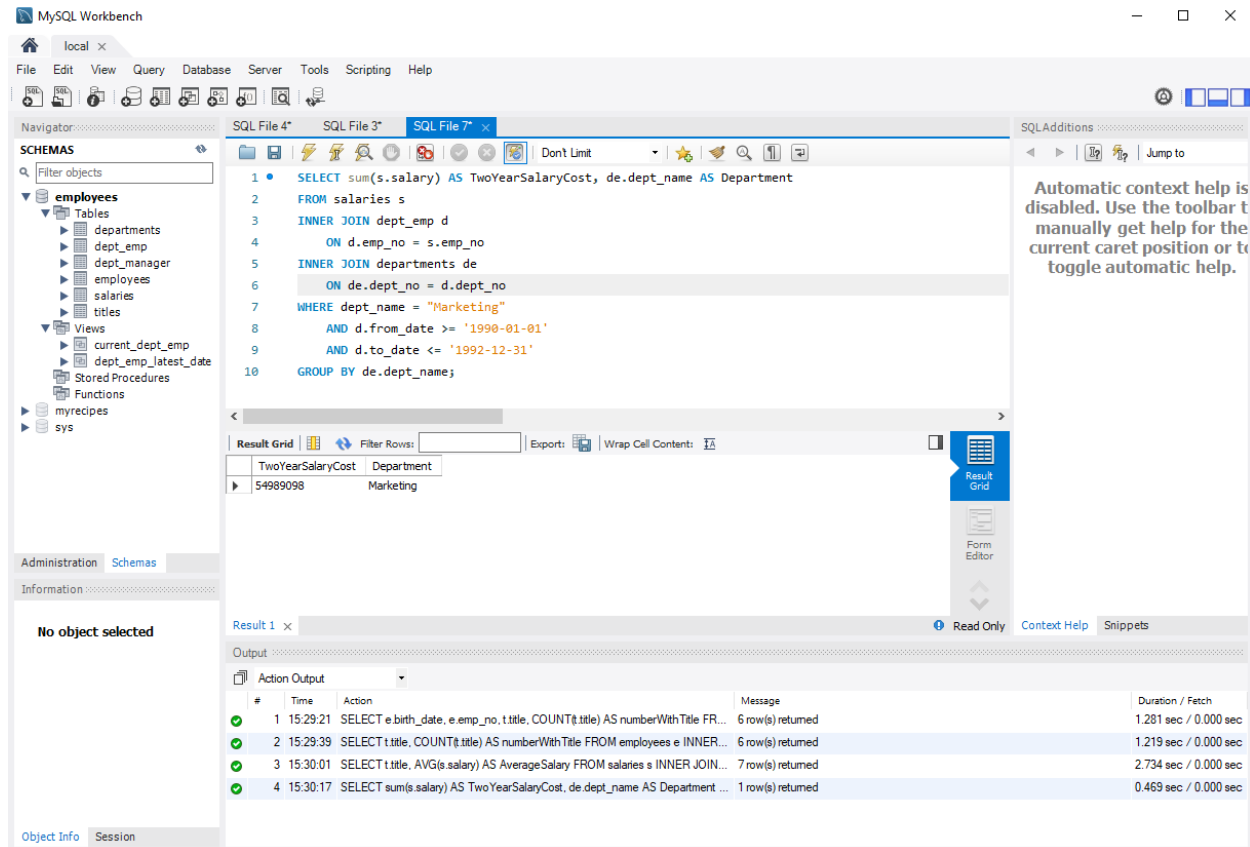 MySQL Workbench
local
File Edit View Query Database Server Tools Scripting Help
Navigator
SCHEMAS
Filter objects
employees
Tables
departments
dept_emp
dept_manager
employees
salaries
titles
Views
current_dept_emp
dept_emp_latest_date
Stored Procedures
Functions
myrecipes
sys
Administration Schemas
Information
No object selected
Object Info Session
SQL File 4* SQL File 3* SQL File 7*
Don't Limit
1 SELECT sum(s.salary) AS TwoYearSalaryCost, de.dept_name AS Department
2 FROM salaries s
3 INNER JOIN dept_emp d
4 ON d.emp_no = s.emp_no
5 INNER JOIN departments de
6 ON de.dept_no = d.dept_no
7 WHERE dept_name = "Marketing"
8 AND d.from_date >= '1990-01-01'
9 AND d.to_date <= '1992-12-31'
10 GROUP BY de.dept_name;
Result Grid Filter Rows: Export: Wrap Cell Content:
TwoYearSalaryCost Department
54989098 Marketing
Result
Grid
Form
Editor
Result 1 Read Only
SQLAdditions
Jump to
Automatic context help is
disabled. Use the toolbar t
manually get help for the
current caret position or to
toggle automatic help.
Context Help Snippets
Output
Action Output
# Time Action Message Duration / Fetch
1 15:29:21 SELECT e.birth_date, e.emp_no, t.title, COUNT(t.title) AS numberWithTitle FR... 6 row(s) returned 1.281 sec / 0.000 sec
2 15:29:39 SELECT t.title, COUNT(t.title) AS numberWithTitle FROM employees e INNER... 6 row(s) returned 1.219 sec / 0.000 sec
3 15:30:01 SELECT t.title, AVG(s.salary) AS AverageSalary FROM salaries s INNER JOIN... 7 row(s) returned 2.734 sec / 0.000 sec
4 15:30:17 SELECT sum(s.salary) AS TwoYearSalaryCost, de.dept_name AS Department ... 1 row(s) returned 0.469 sec / 0.000 sec